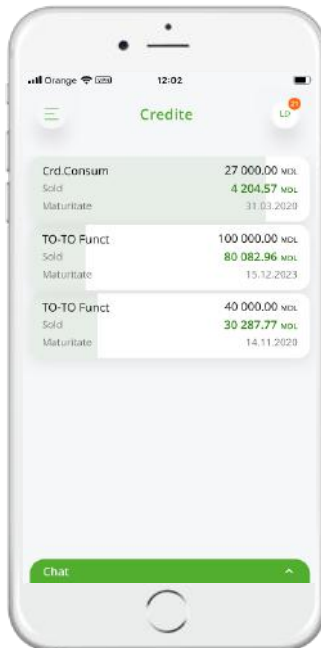 Orange VPN 12:02
Credite
21
LD
Crd.Consum 27 000.00 MDL
Sold 4 204.57 MDL
Maturitate 31.03.2020
TO-TO Funct 100 000.00 MDL
Sold 80 082.96 MDL
Maturitate 15.12.2023
TO-TO Funct 40 000.00 MDL
Sold 30 287.77 MDL
Maturitate 14.11.2020
Chat